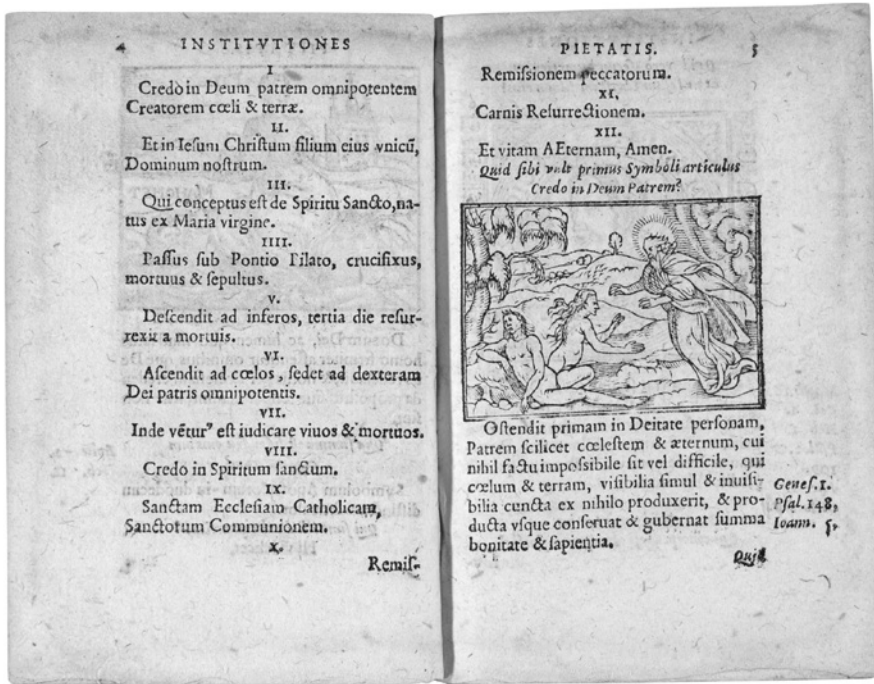 4 INSTITVTIONES
I
Credo in Deum patrem omnipotentem
Creatorem cœli & terræ.
II.
Et in Iesum Chriſtum filium eius vnicū,
Dominum noſtrum.
III.
Qui conceptus eſt de Spiritu Sancto, na-
tus ex Maria virgine.
IIII.
Paſſus ſub Pontio Pilato, crucifixus,
mortuus & ſepultus.
V.
Deſcendit ad inferos, tertia die reſur-
rexit a mortuis.
VI.
Aſcendit ad cœlos, ſedet ad dexteram
Dei patris omnipotentis.
VII.
Inde vẽturꝰ eſt iudicare viuos & mortuos.
VIII.
Credo in Spiritum ſanctum.
IX.
Sanctam Eccleſiam Catholicam,
Sanctorum Communionem.
X.
Remiſ-
PIETATIS. 5
Remiſſionem peccatorum.
XI.
Carnis Reſurrectionem.
XII.
Et vitam AEternam, Amen.
Quid ſibi vult primus Symboli articulus
Credo in Deum Patrem?
Oſtendit primam in Deitate perſonam,
Patrem ſcilicet cœleſtem & æternum, cui
nihil factu impoſsibile ſit vel difficile, qui
cœlum & terram, viſibilia ſimul & inuiſi-
bilia cuncta ex nihilo produxerit, & pro-
ducta vſque conſeruat & gubernat ſumma
bonitate & ſapientia.
Geneſ. 1.
Pſal. 148,
Ioann. 5,
Quid